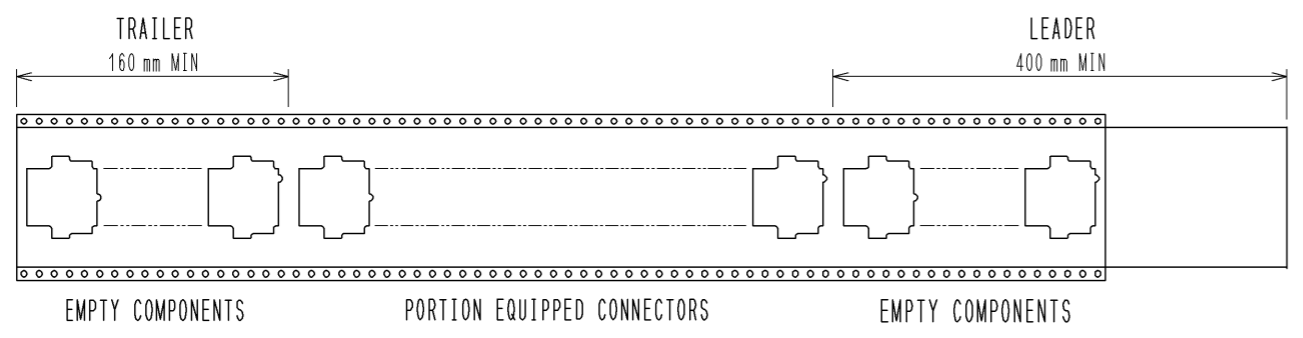 TRAILER
160 mm MIN
LEADER
400 mm MIN
EMPTY COMPONENTS
PORTION EQUIPPED CONNECTORS
EMPTY COMPONENTS